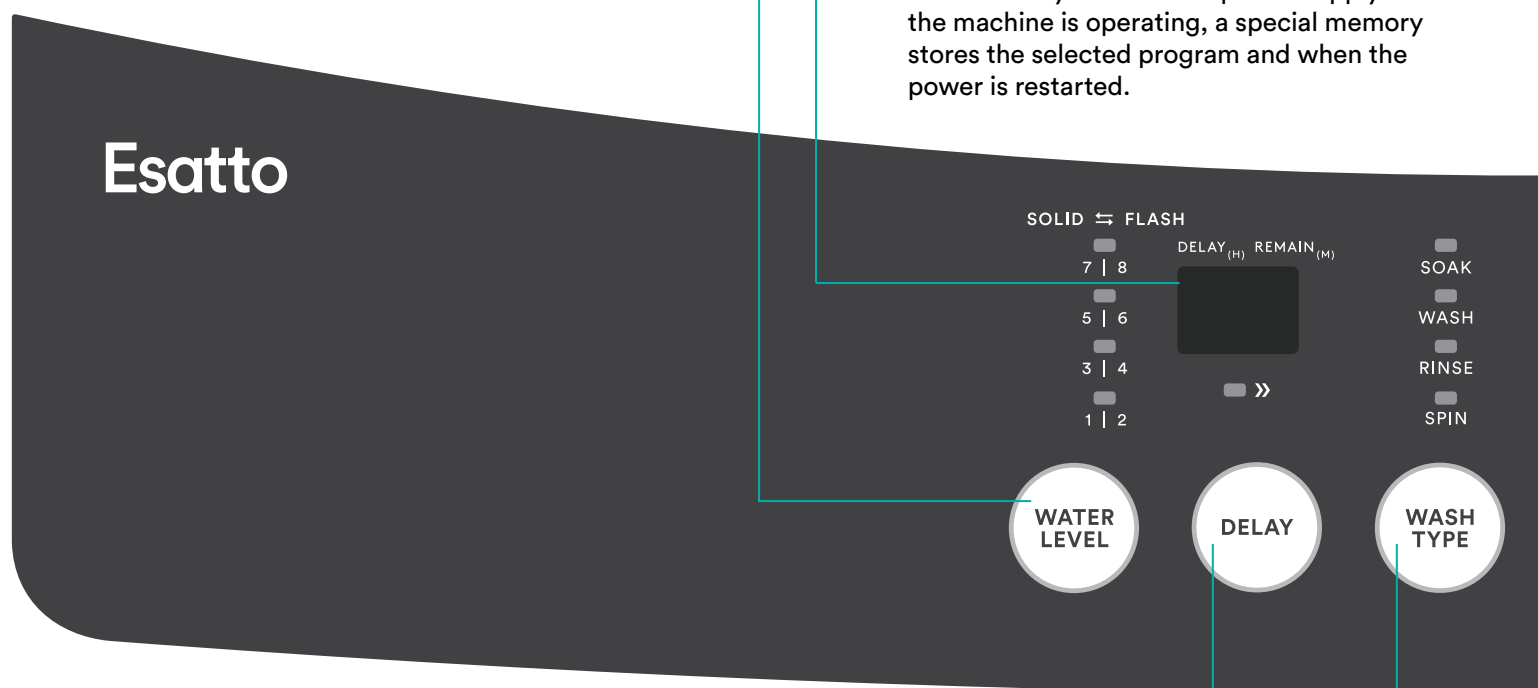 the machine is operating, a special memory
stores the selected program and when the
power is restarted.
Esatto
SOLID ⇆ FLASH
7 | 8
5 | 6
3 | 4
1 | 2
DELAY (H) REMAIN (M)
»
SOAK
WASH
RINSE
SPIN
WATER
LEVEL
DELAY
WASH
TYPE